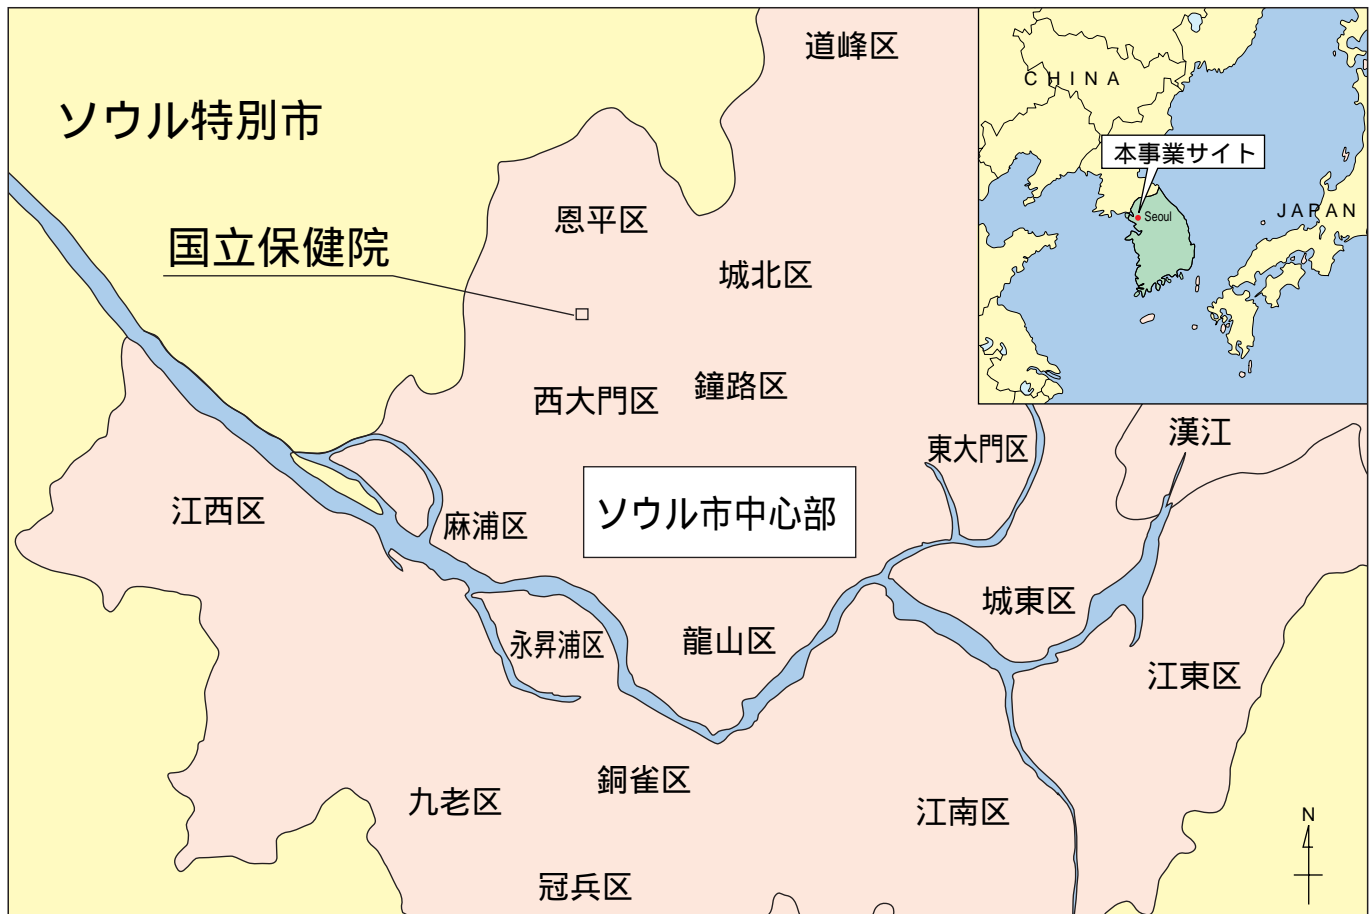 道峰区
CHINA
ソウル特別市
本事業サイト
JAPAN
Seoul
恩平区
国立保健院
城北区
西大門区
鐘路区
漢江
東大門区
江西区
ソウル市中心部
麻浦区
城東区
永昇浦区
龍山区
江東区
銅雀区
九老区
江南区
N
冠兵区